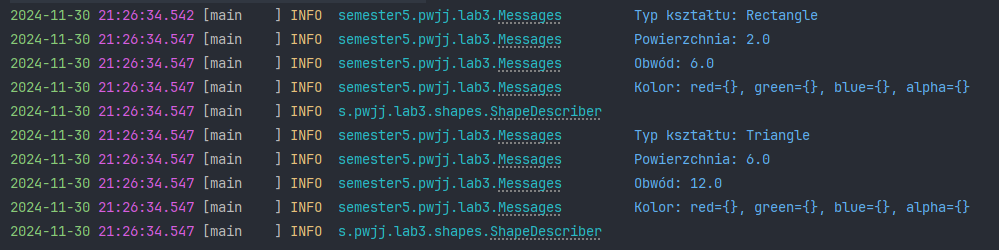 2024-11-30 21:26:34.542 [main    ] INFO  semester5.pwjj.lab3.Messages         Typ kształtu: Rectangle
2024-11-30 21:26:34.547 [main    ] INFO  semester5.pwjj.lab3.Messages         Powierzchnia: 2.0
2024-11-30 21:26:34.547 [main    ] INFO  semester5.pwjj.lab3.Messages         Obwód: 6.0
2024-11-30 21:26:34.547 [main    ] INFO  semester5.pwjj.lab3.Messages         Kolor: red={}, green={}, blue={}, alpha={}
2024-11-30 21:26:34.547 [main    ] INFO  s.pwjj.lab3.shapes.ShapeDescriber
2024-11-30 21:26:34.547 [main    ] INFO  semester5.pwjj.lab3.Messages         Typ kształtu: Triangle
2024-11-30 21:26:34.547 [main    ] INFO  semester5.pwjj.lab3.Messages         Powierzchnia: 6.0
2024-11-30 21:26:34.547 [main    ] INFO  semester5.pwjj.lab3.Messages         Obwód: 12.0
2024-11-30 21:26:34.547 [main    ] INFO  semester5.pwjj.lab3.Messages         Kolor: red={}, green={}, blue={}, alpha={}
2024-11-30 21:26:34.547 [main    ] INFO  s.pwjj.lab3.shapes.ShapeDescriber